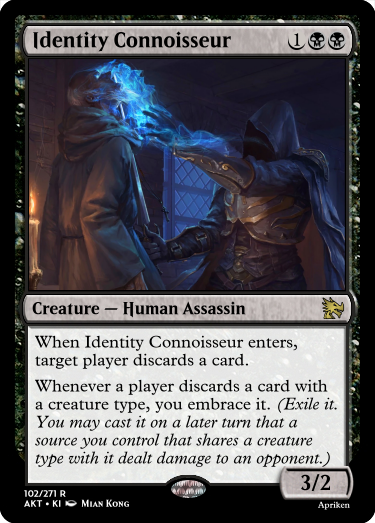 Identity Connoisseur 1
Creature — Human Assassin
When Identity Connoisseur enters,
target player discards a card.
Whenever a player discards a card with
a creature type, you embrace it. (Exile it.
You may cast it on a later turn that a
source you control that shares a creature
type with it dealt damage to an opponent.)
3/2
102/271 R
AKT • KI Mian Kong
Apriken